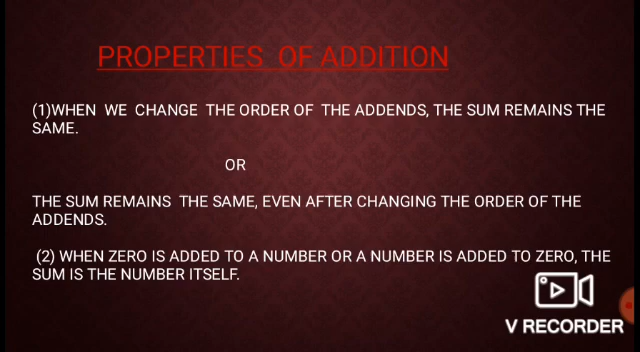 PROPERTIES OF ADDITION
(1)WHEN WE CHANGE THE ORDER OF THE ADDENDS, THE SUM REMAINS THE
SAME.
OR
THE SUM REMAINS THE SAME, EVEN AFTER CHANGING THE ORDER OF THE
ADDENDS.
(2) WHEN ZERO IS ADDED TO A NUMBER OR A NUMBER IS ADDED TO ZERO, THE
SUM IS THE NUMBER ITSELF.
V RECORDER